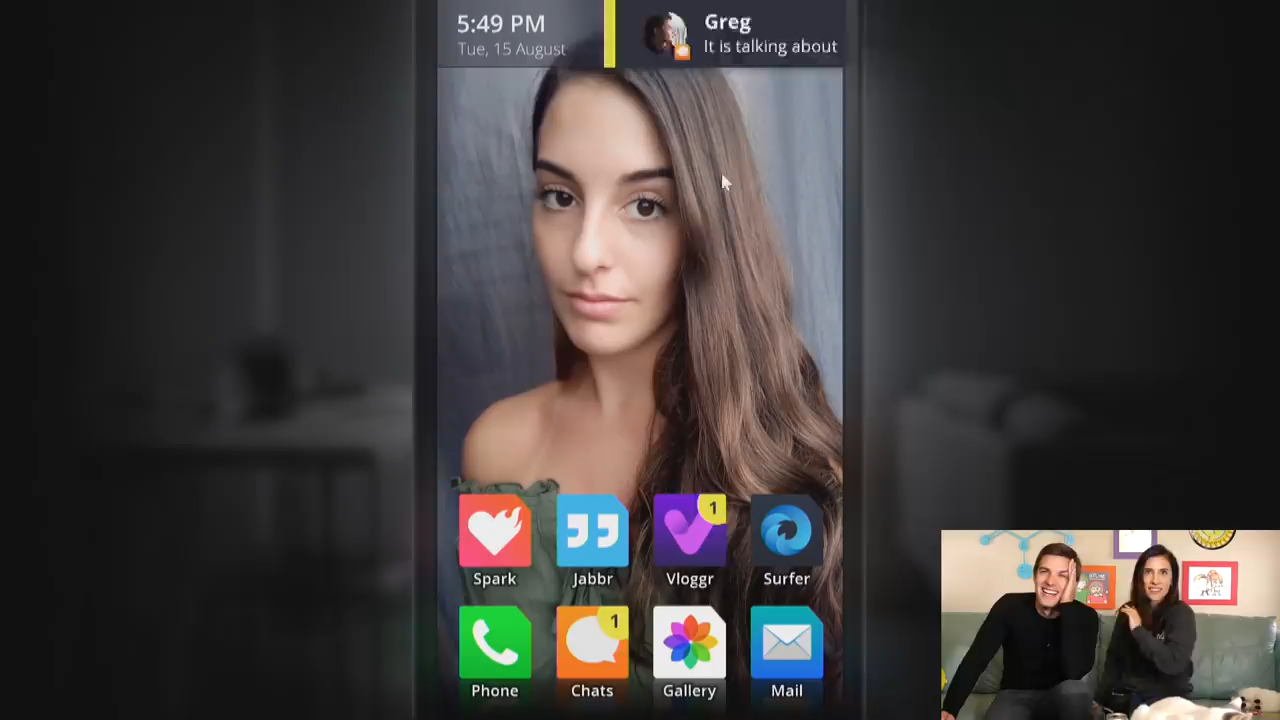 5:49 PM
Tue, 15 August
Greg
It is talking about
1
Spark
Jabbr
Vloggr
Surfer
1
Phone
Chats
Gallery
Mail